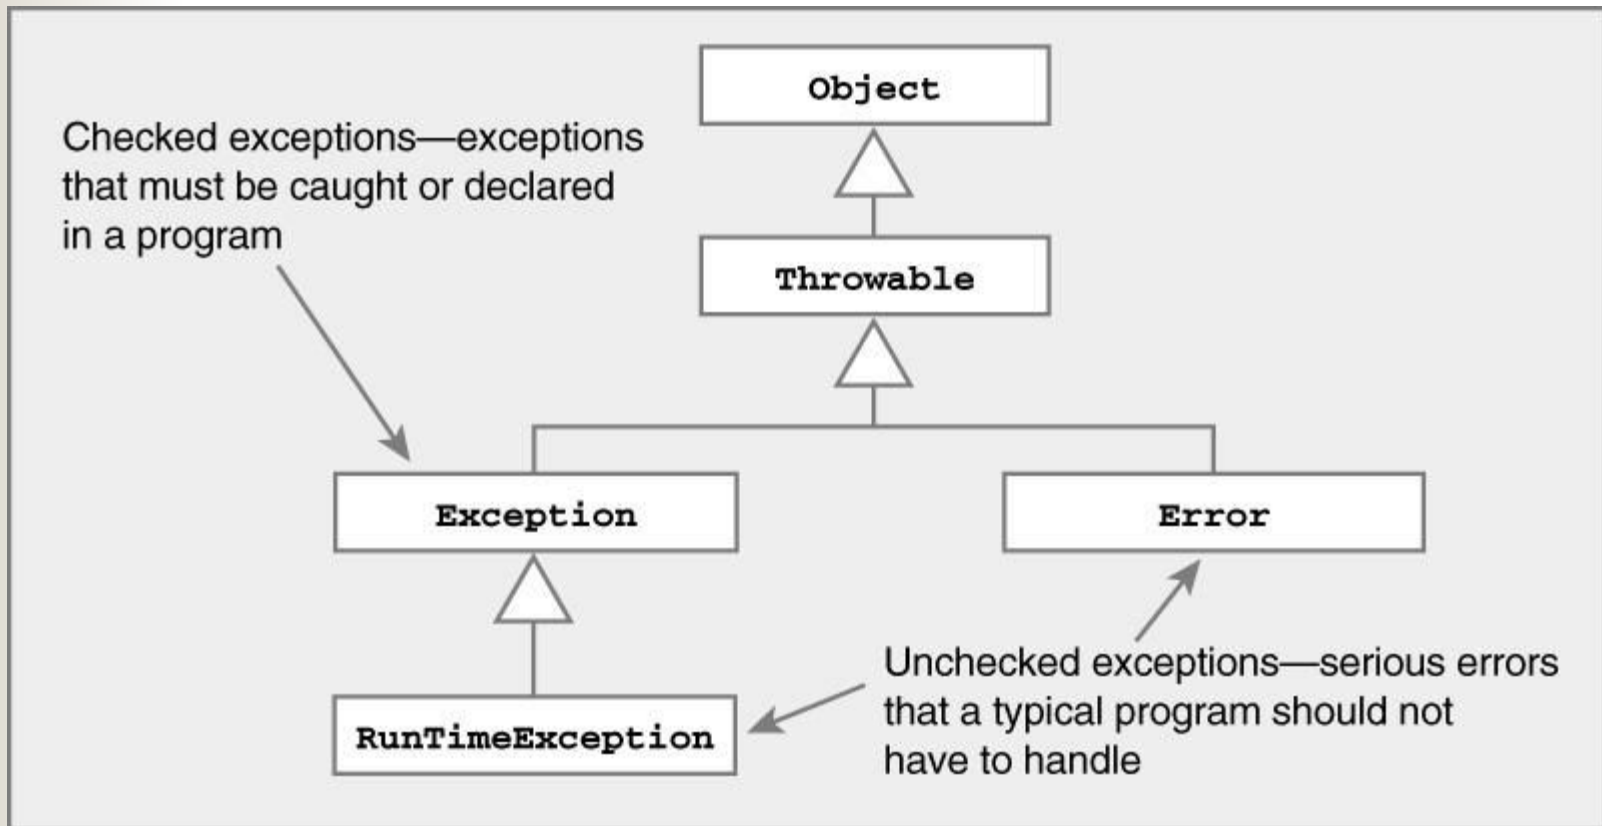 Object
Checked exceptions—exceptions
that must be caught or declared
in a program
Throwable
Exception
Error
Unchecked exceptions—serious errors
that a typical program should not
have to handle
RunTimeException